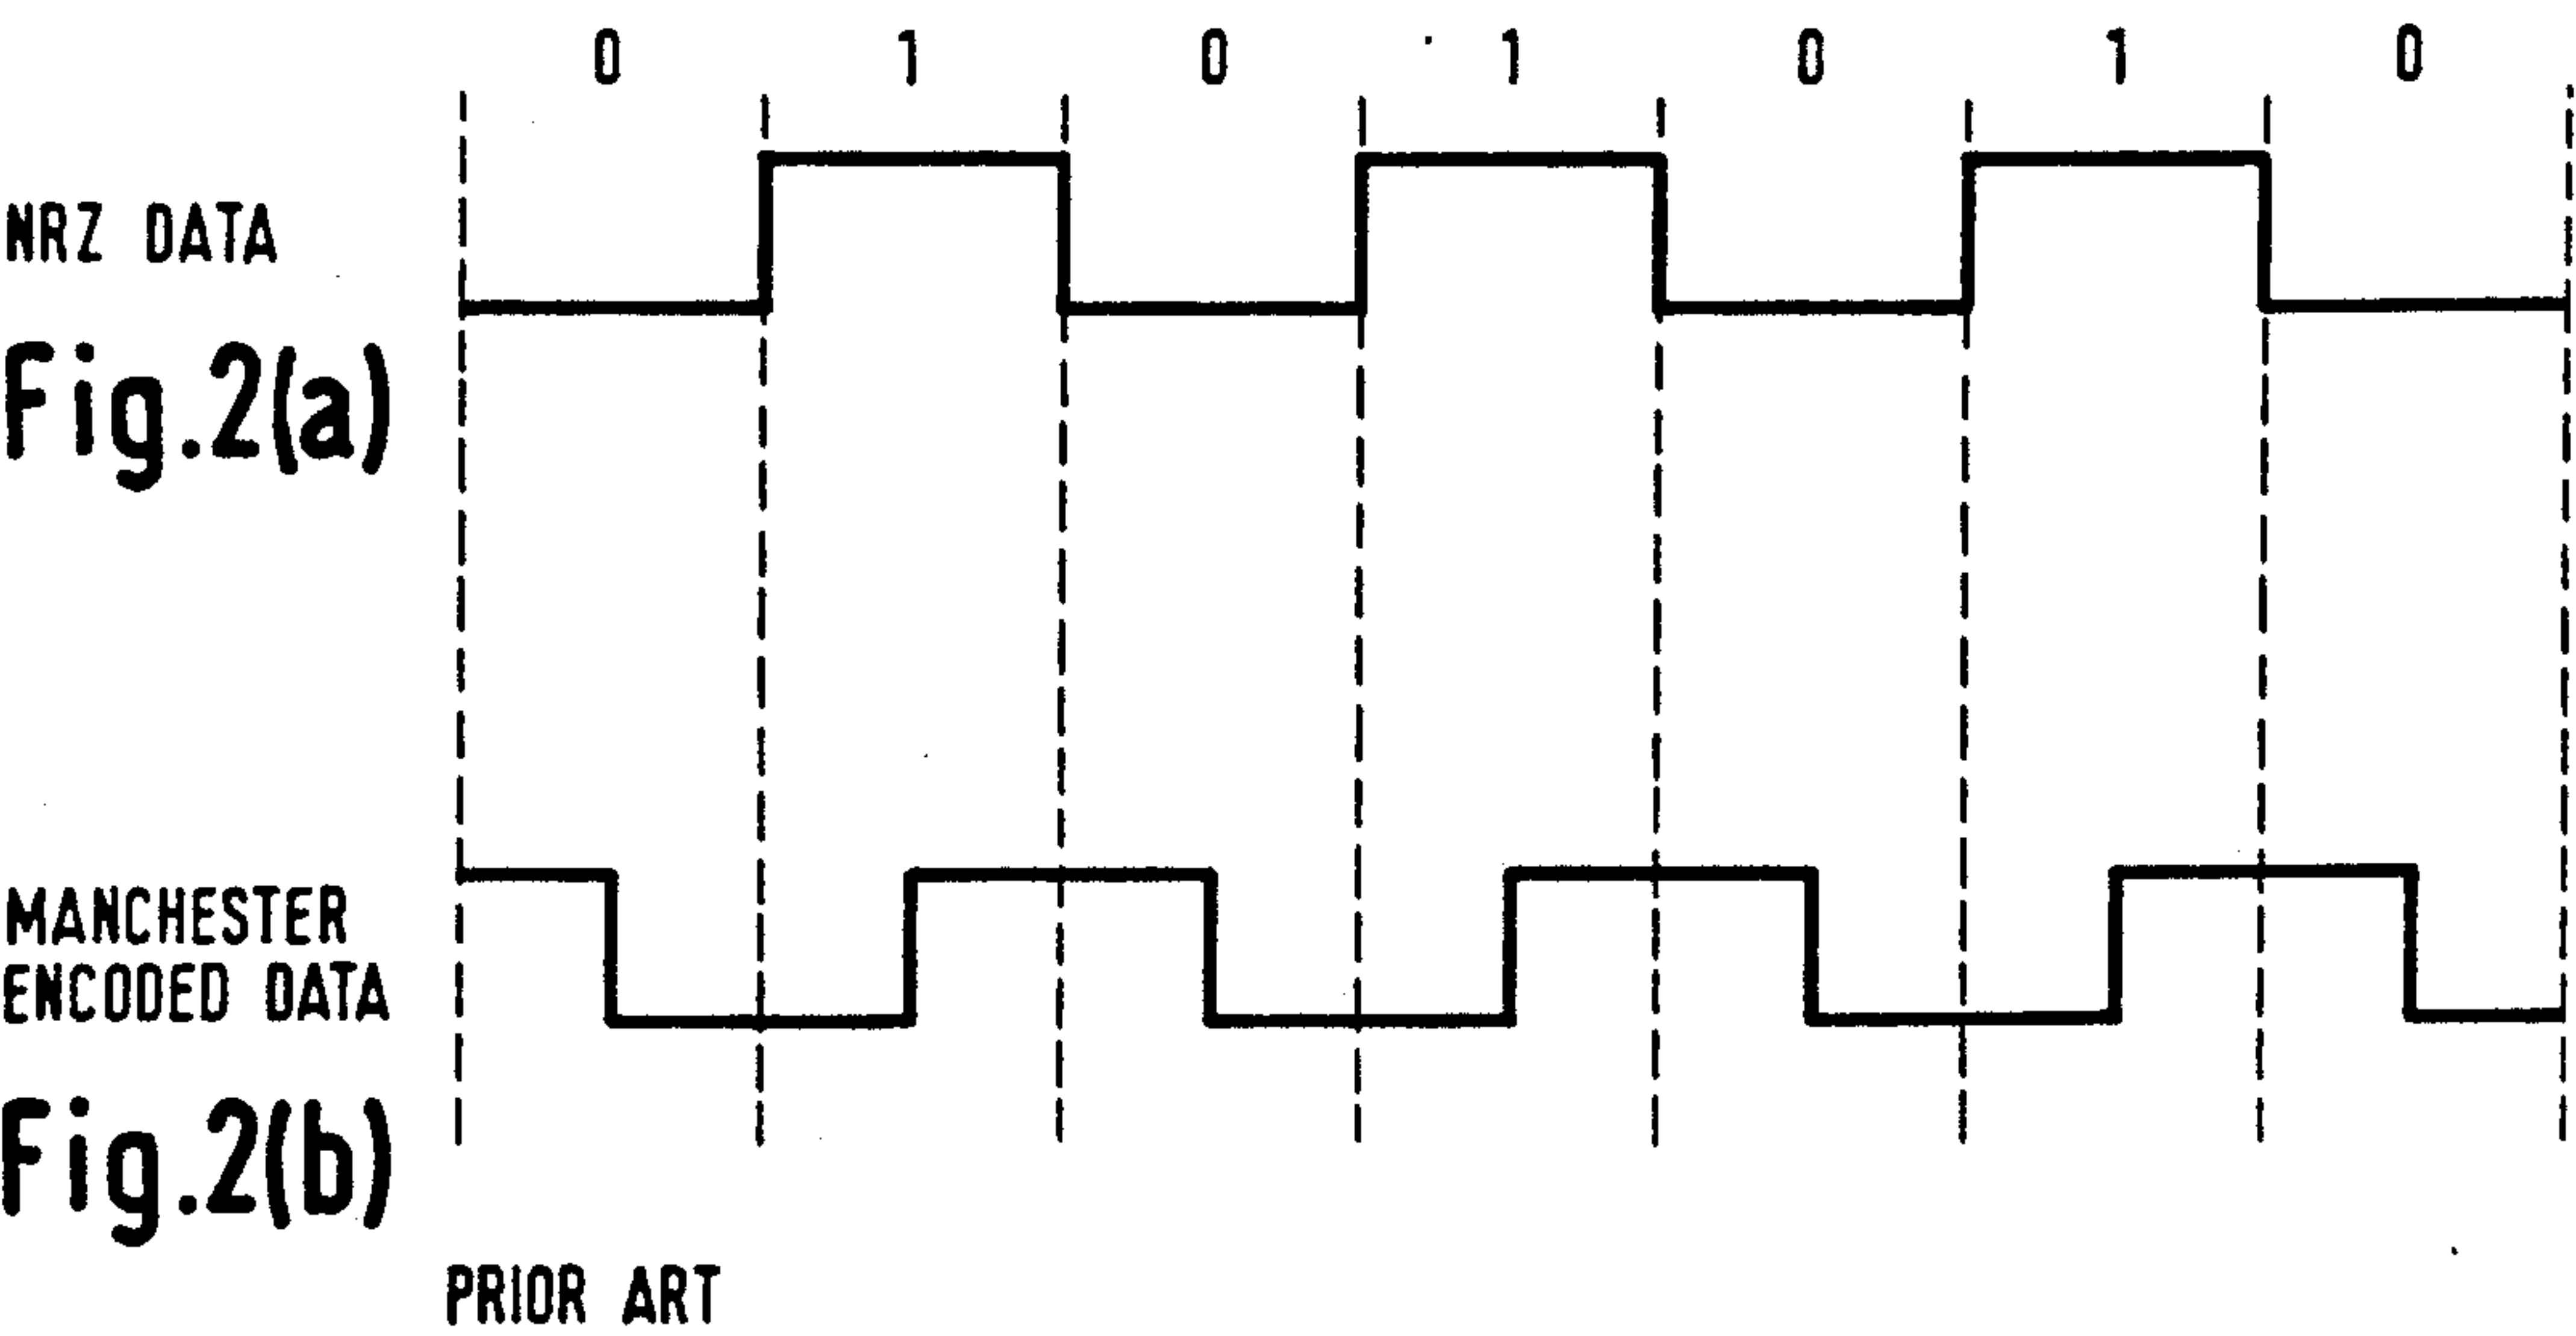 0 1 0 1 0 1 0
NRZ DATA
Fig.2(a)
MANCHESTER
ENCODED DATA
Fig.2(b)
PRIOR ART